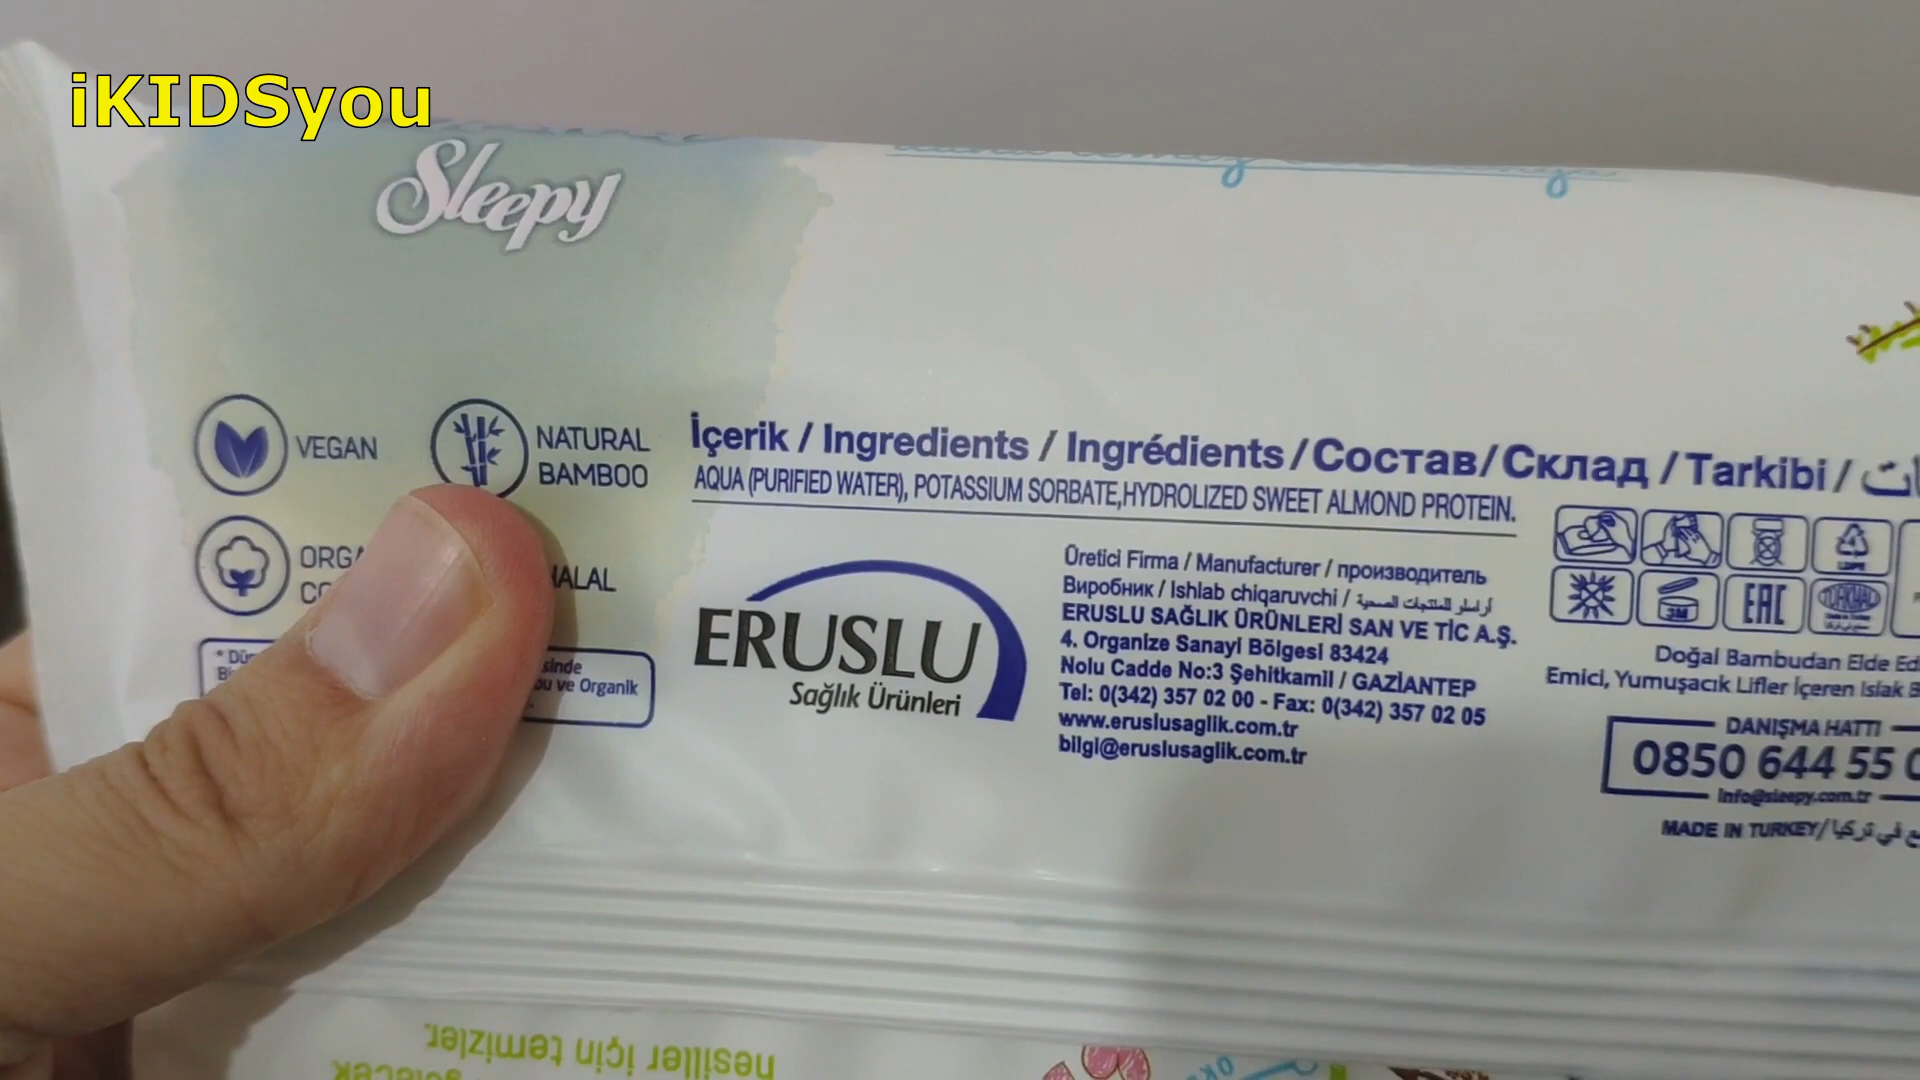 iKIDSyou
Sleepy
VEGAN
NATURAL
BAMBOO
HALAL
sinde
ve Organik
İçerik / Ingredients / Ingrédients / Состав / Склад / Tarkibi /
AQUA (PURIFIED WATER), POTASSIUM SORBATE,HYDROLIZED SWEET ALMOND PROTEIN.
ERUSLU
Sağlık Ürünleri
Üretici Firma / Manufacturer / производитель
Виробник / Ishlab chiqaruvchi /
ERUSLU SAĞLIK ÜRÜNLERİ SAN VE TİC A.Ş.
4. Organize Sanayi Bölgesi 83424
Nolu Cadde No:3 Şehitkamil / GAZİANTEP
Tel: 0(342) 357 02 00 - Fax: 0(342) 357 02 05
www.eruslusaglik.com.tr
bilgi@eruslusaglik.com.tr
LDPE
3M
EAC
Doğal Bambudan Elde Ed
Emici, Yumuşacık Lifler İçeren Islak B
DANIŞMA HATTI
0850 644 55 0
info@sleepy.com.tr
MADE IN TURKEY/
nesiller için temizler.